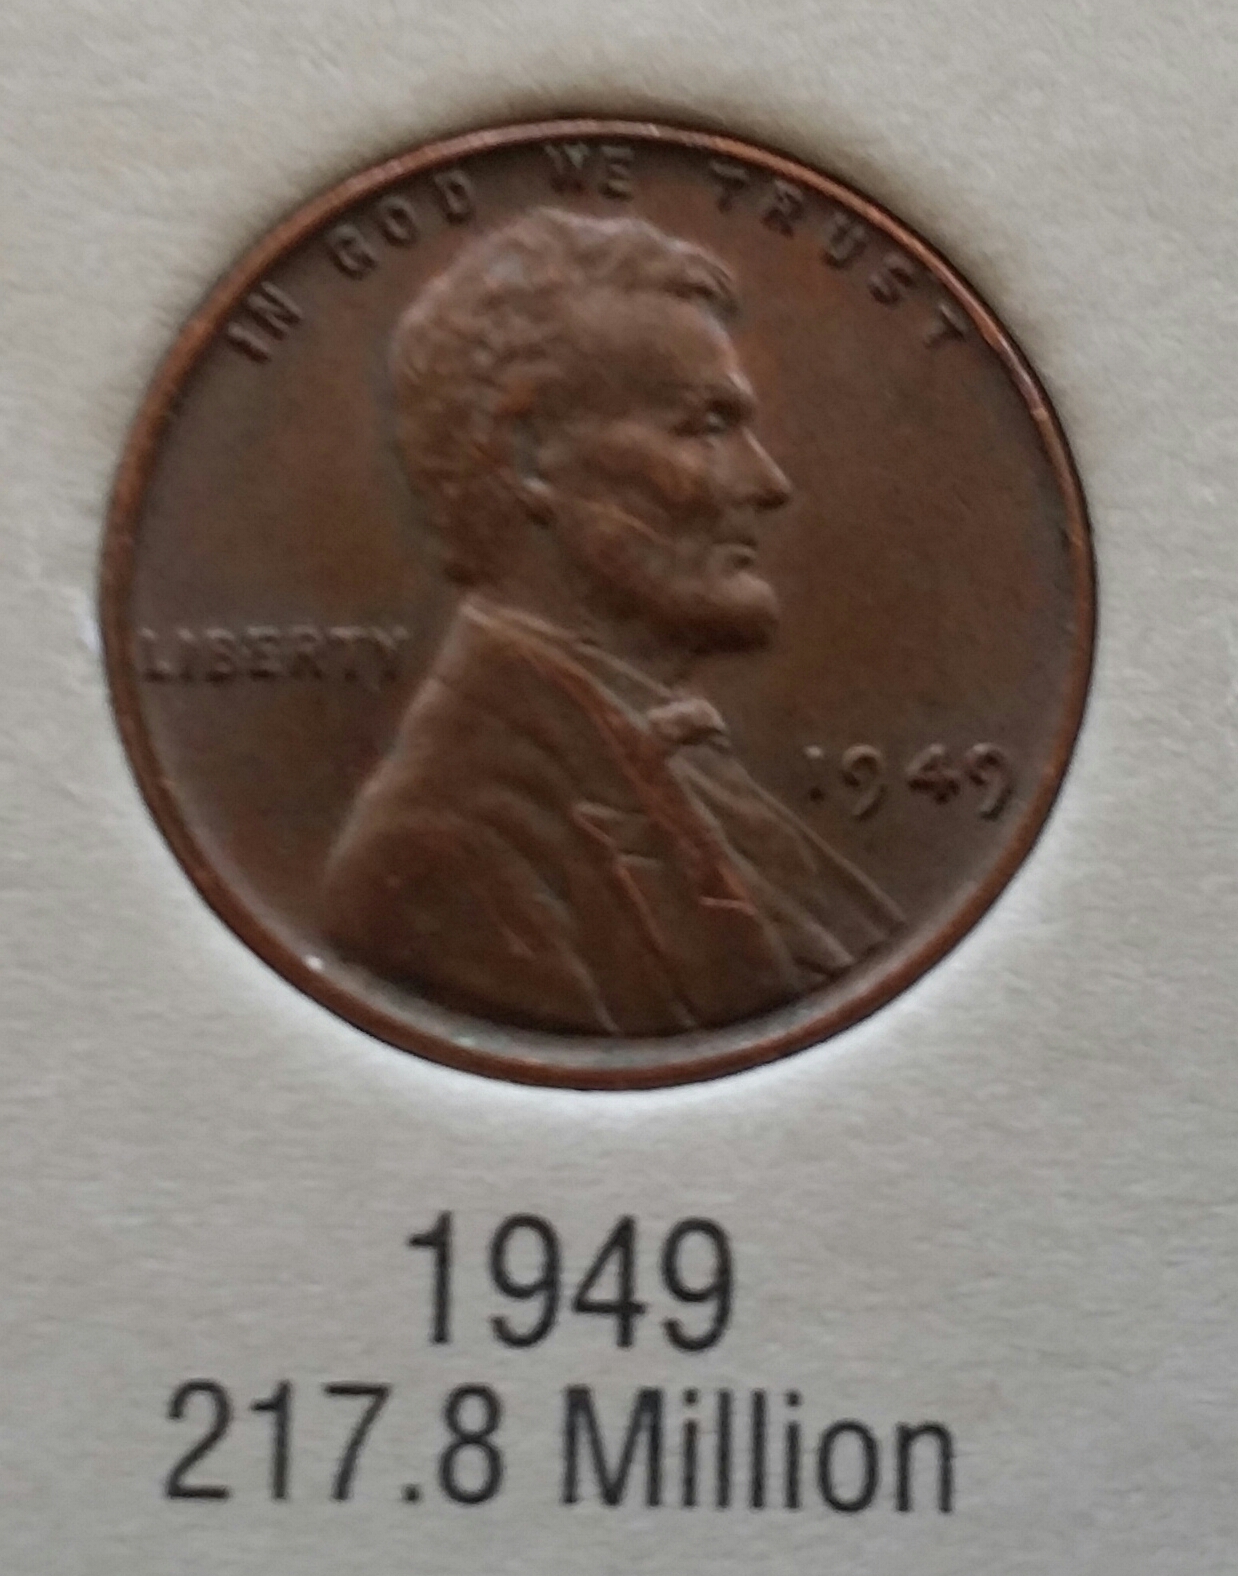 IN GOD WE TRUST
LIBERTY
1949
1949
217.8 Million